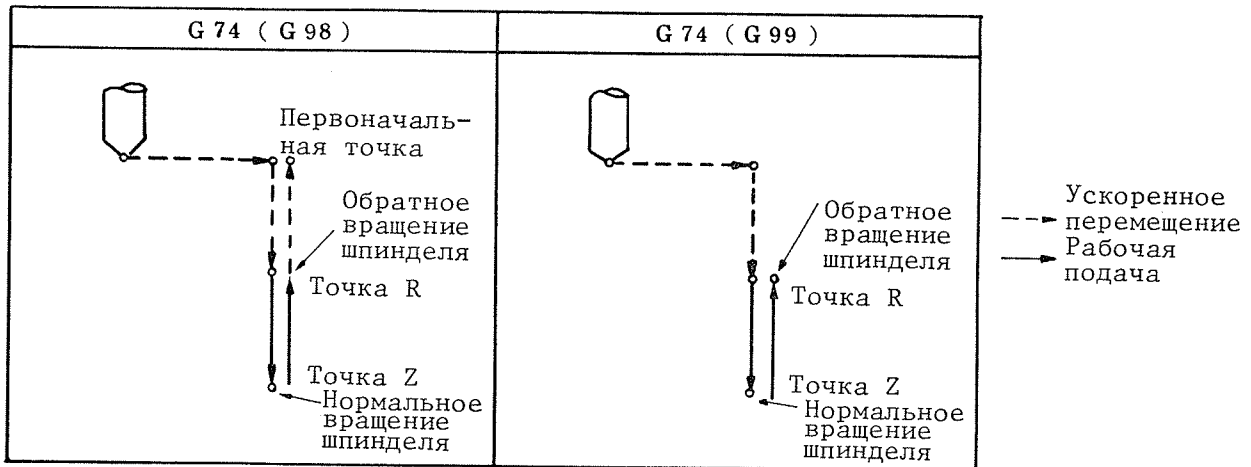 G 74 ( G 98 )
Первоначаль-
ная точка
Обратное
вращение
шпинделя
Точка R
Точка Z
Нормальное
вращение
шпинделя
G 74 ( G 99 )
Обратное
вращение
шпинделя
Точка R
Точка Z
Нормальное
вращение
шпинделя
Ускоренное
перемещение
Рабочая
подача